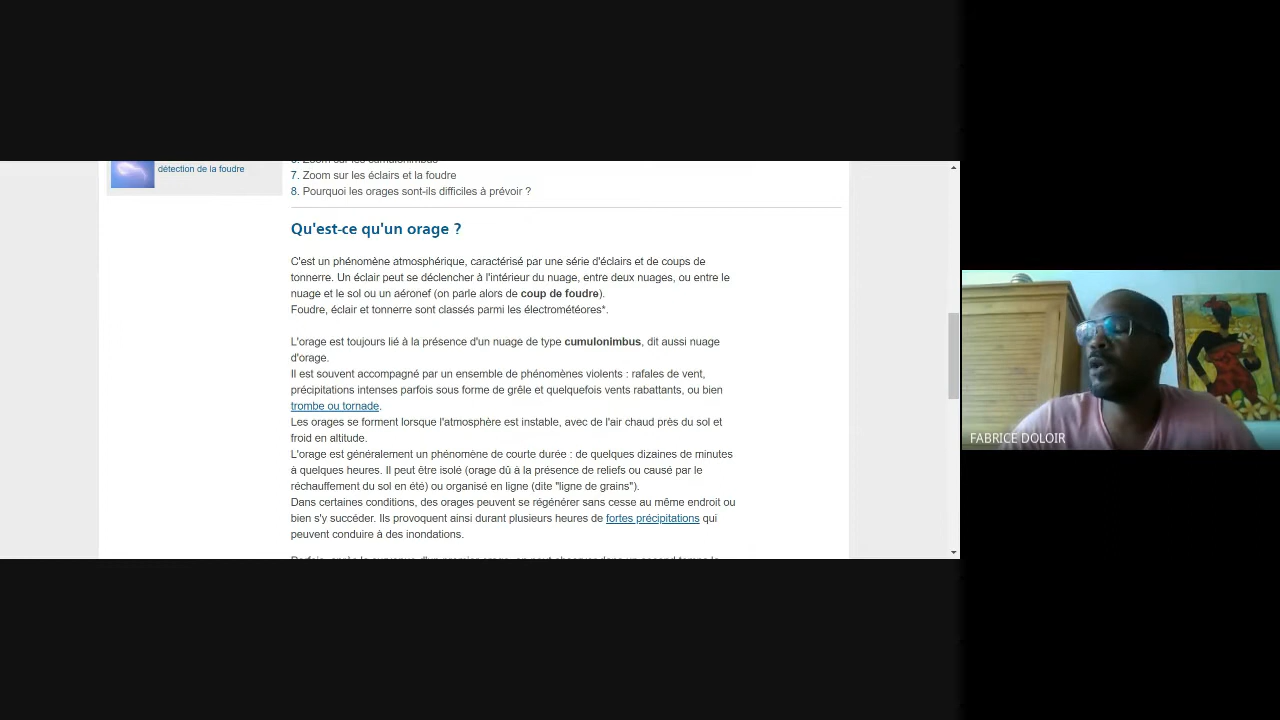 détection de la foudre
6. Zoom sur les cumulonimbus
7. Zoom sur les éclairs et la foudre
8. Pourquoi les orages sont-ils difficiles à prévoir ?
Qu'est-ce qu'un orage ?
C'est un phénomène atmosphérique, caractérisé par une série d'éclairs et de coups de
tonnerre. Un éclair peut se déclencher à l'intérieur du nuage, entre deux nuages, ou entre le
nuage et le sol ou un aéronef (on parle alors de coup de foudre).
Foudre, éclair et tonnerre sont classés parmi les électrométéores*.
L'orage est toujours lié à la présence d'un nuage de type cumulonimbus, dit aussi nuage
d'orage.
Il est souvent accompagné par un ensemble de phénomènes violents : rafales de vent,
précipitations intenses parfois sous forme de grêle et quelquefois vents rabattants, ou bien
trombe ou tornade.
Les orages se forment lorsque l'atmosphère est instable, avec de l'air chaud près du sol et
froid en altitude.
L'orage est généralement un phénomène de courte durée : de quelques dizaines de minutes
à quelques heures. Il peut être isolé (orage dû à la présence de reliefs ou causé par le
réchauffement du sol en été) ou organisé en ligne (dite "ligne de grains").
Dans certaines conditions, des orages peuvent se régénérer sans cesse au même endroit ou
bien s'y succéder. Ils provoquent ainsi durant plusieurs heures de fortes précipitations qui
peuvent conduire à des inondations.
FABRICE DOLOIR